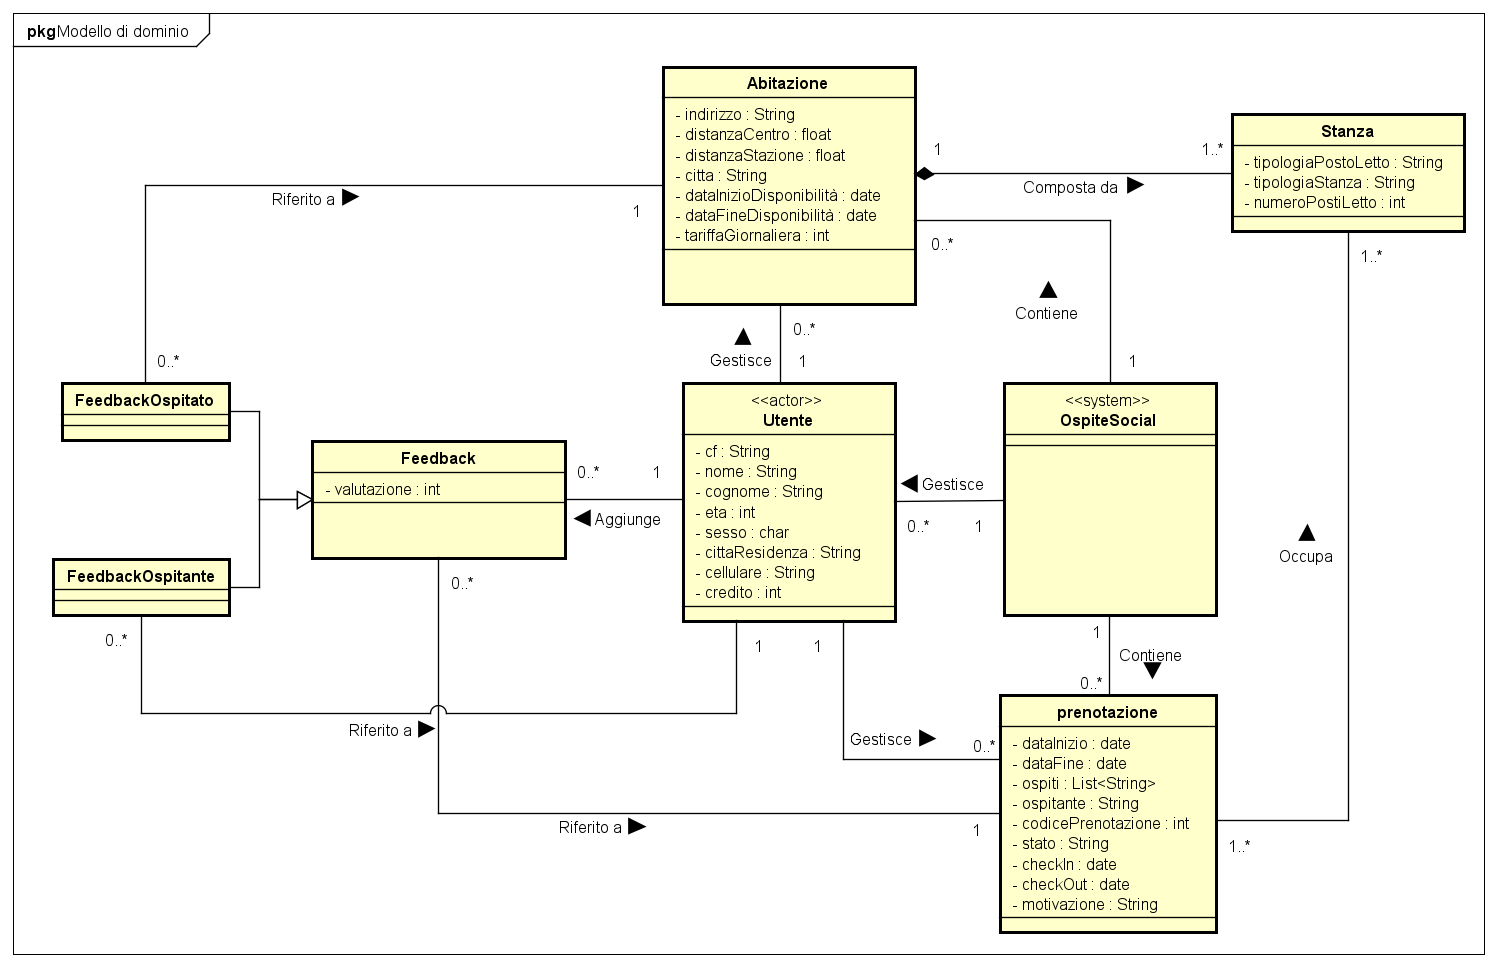 pkg Modello di dominio
Abitazione
- indirizzo : String
- distanzaCentro : float
- distanzaStazione : float
- citta : String
- dataInizioDisponibilità : date
- dataFineDisponibilità : date
- tariffaGiornaliera : int
Stanza
- tipologiaPostoLetto : String
- tipologiaStanza : String
- numeroPostiLetto : int
1
1..*
Composta da
Riferito a
1
0..*
0..*
Contiene
1
1..*
0..*
Gestisce
1
FeedbackOspitato
Feedback
- valutazione : int
FeedbackOspitante
0..*
1
Aggiunge
<<actor>>
Utente
- cf : String
- nome : String
- cognome : String
- eta : int
- sesso : char
- cittaResidenza : String
- cellulare : String
- credito : int
Gestisce
0..*
1
<<system>>
OspiteSocial
Occupa
0..*
0..*
1
1
1
Contiene
0..*
Riferito a
Gestisce
0..*
Riferito a
1
prenotazione
- dataInizio : date
- dataFine : date
- ospiti : List<String>
- ospitante : String
- codicePrenotazione : int
- stato : String
- checkIn : date
- checkOut : date
- motivazione : String
1..*